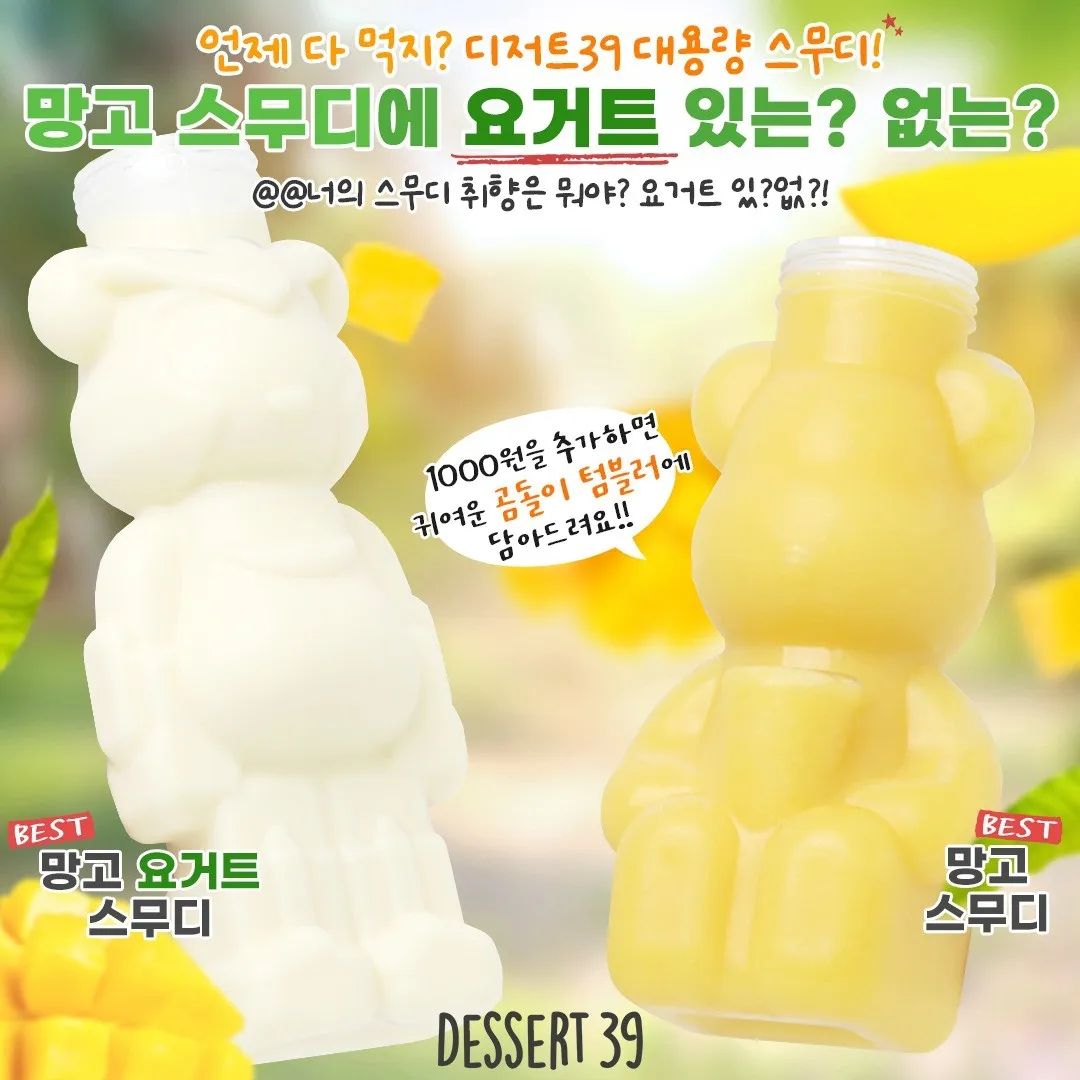 언제 다 먹지? 디저트39 대용량 스무디!
망고 스무디에 요거트 있는? 없는?
@@너의 스무디 취향은 뭐야? 요거트 있?없?!
1000원을 추가하면
귀여운 곰돌이 텀블러에
담아드려요!!
BEST
망고 요거트
스무디
BEST
망고
스무디
DESSERT 39